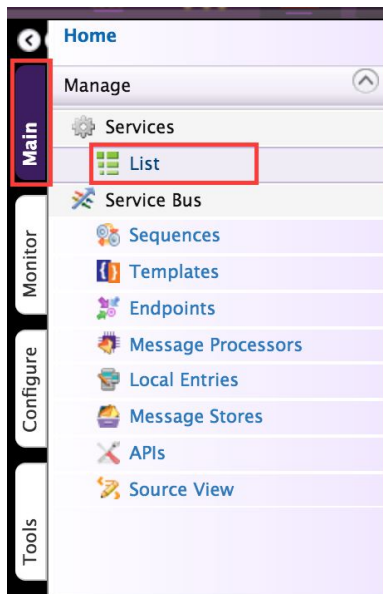 Home
Manage
Services
List
Service Bus
Sequences
Templates
Endpoints
Message Processors
Local Entries
Message Stores
APIs
Source View
Main
Monitor
Configure
Tools